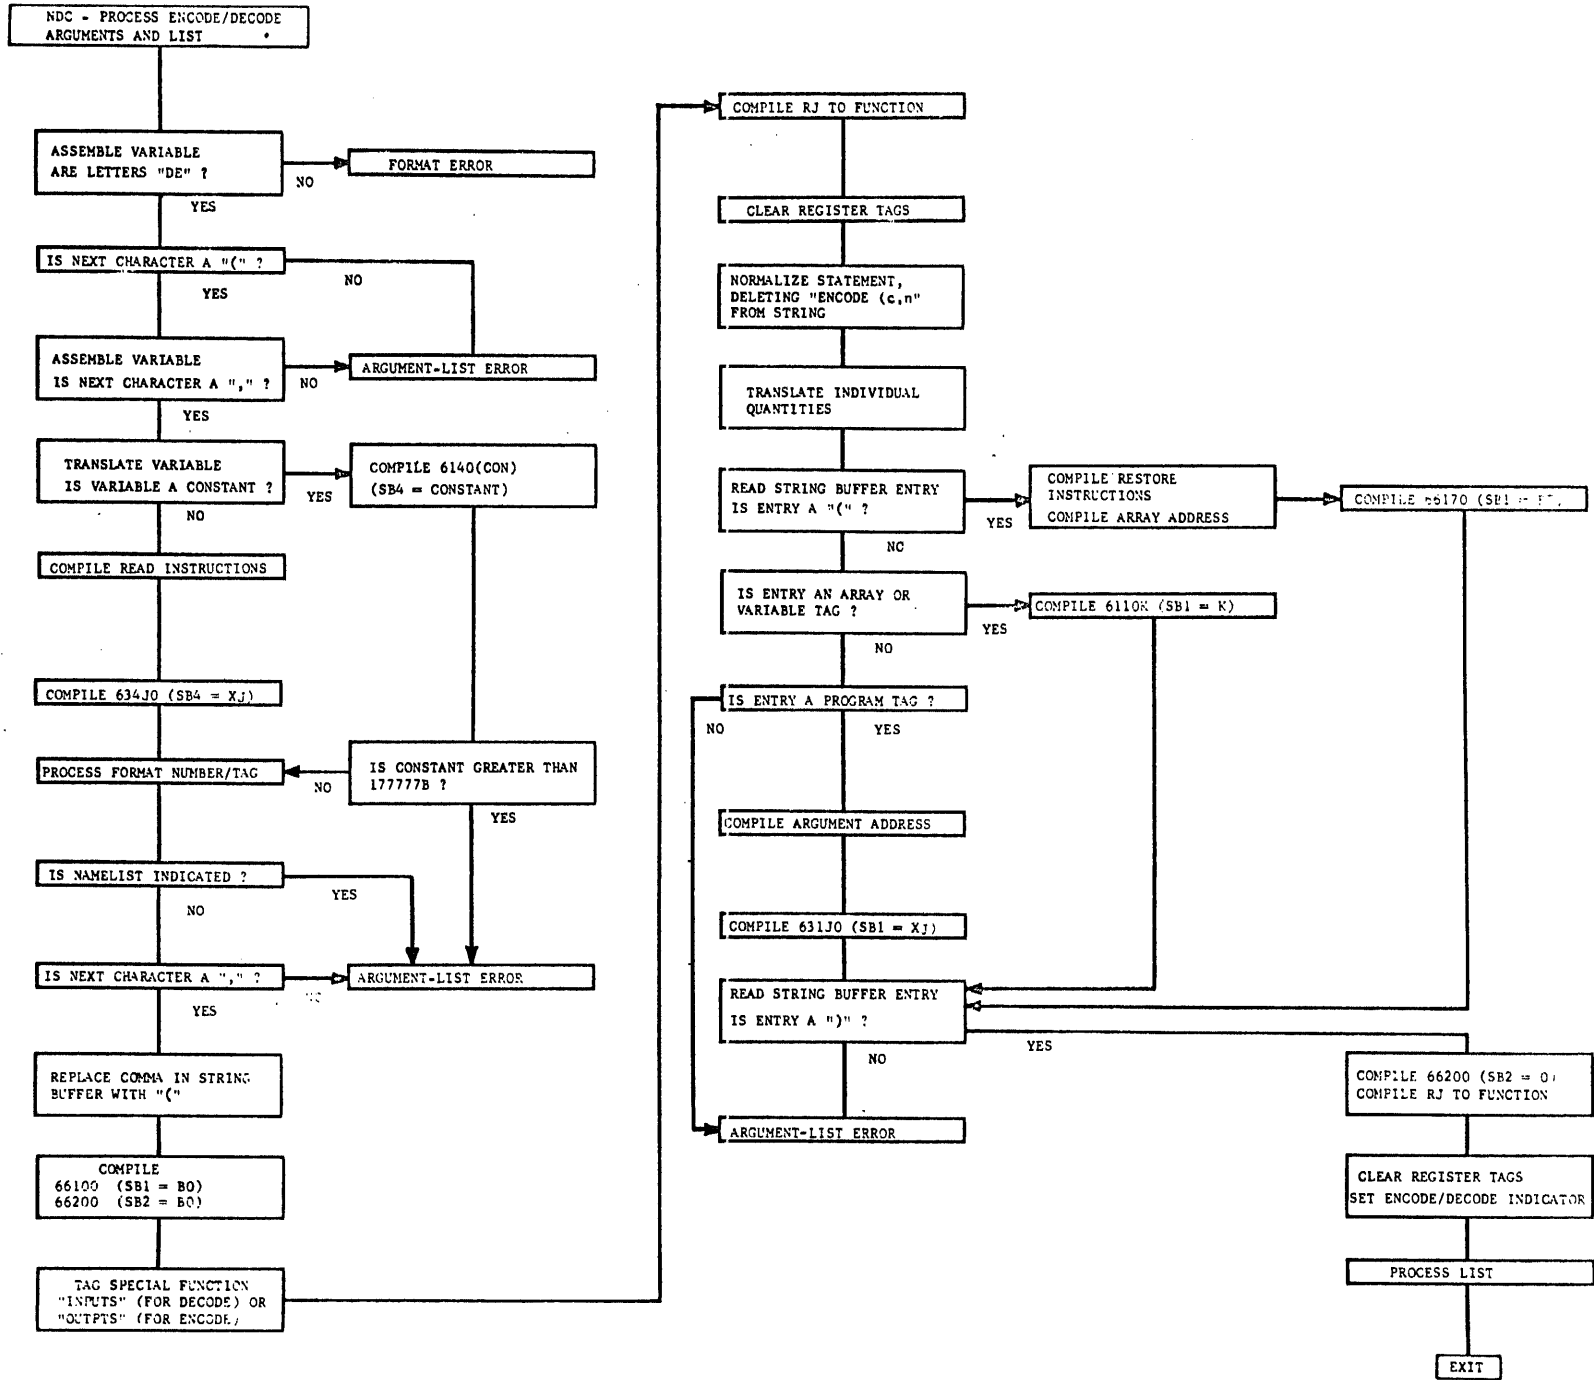 NDC - PROCESS ENCODE/DECODE
ARGUMENTS AND LIST
ASSEMBLE VARIABLE
ARE LETTERS "DE" ?
NO
FORMAT ERROR
YES
IS NEXT CHARACTER A "(" ?
NO
YES
ASSEMBLE VARIABLE
IS NEXT CHARACTER A "," ?
NO
ARGUMENT-LIST ERROR
YES
TRANSLATE VARIABLE
IS VARIABLE A CONSTANT ?
YES
COMPILE 6140(CON)
(SB4 = CONSTANT)
NO
COMPILE READ INSTRUCTIONS
COMPILE 634J0 (SB4 = XJ)
PROCESS FORMAT NUMBER/TAG
NO
IS CONSTANT GREATER THAN
177777B ?
YES
IS NAMELIST INDICATED ?
YES
NO
IS NEXT CHARACTER A "," ?
NO
ARGUMENT-LIST ERROR
YES
REPLACE COMMA IN STRING
BUFFER WITH "("
COMPILE
66100 (SB1 = B0)
66200 (SB2 = B0)
TAG SPECIAL FUNCTION
"INPUTS" (FOR DECODE) OR
"OUTPTS" (FOR ENCODE)
COMPILE RJ TO FUNCTION
CLEAR REGISTER TAGS
NORMALIZE STATEMENT,
DELETING "ENCODE (c,n"
FROM STRING
TRANSLATE INDIVIDUAL
QUANTITIES
READ STRING BUFFER ENTRY
IS ENTRY A "(" ?
YES
COMPILE RESTORE
INSTRUCTIONS
COMPILE ARRAY ADDRESS
COMPILE 66170 (SB1 =
NO
IS ENTRY AN ARRAY OR
VARIABLE TAG ?
YES
COMPILE 6110K (SB1 = K)
NO
IS ENTRY A PROGRAM TAG ?
NO
YES
COMPILE ARGUMENT ADDRESS
COMPILE 631J0 (SB1 = XJ)
READ STRING BUFFER ENTRY
IS ENTRY A ")" ?
YES
NO
ARGUMENT-LIST ERROR
COMPILE 66200 (SB2 = 0)
COMPILE RJ TO FUNCTION
CLEAR REGISTER TAGS
SET ENCODE/DECODE INDICATOR
PROCESS LIST
EXIT